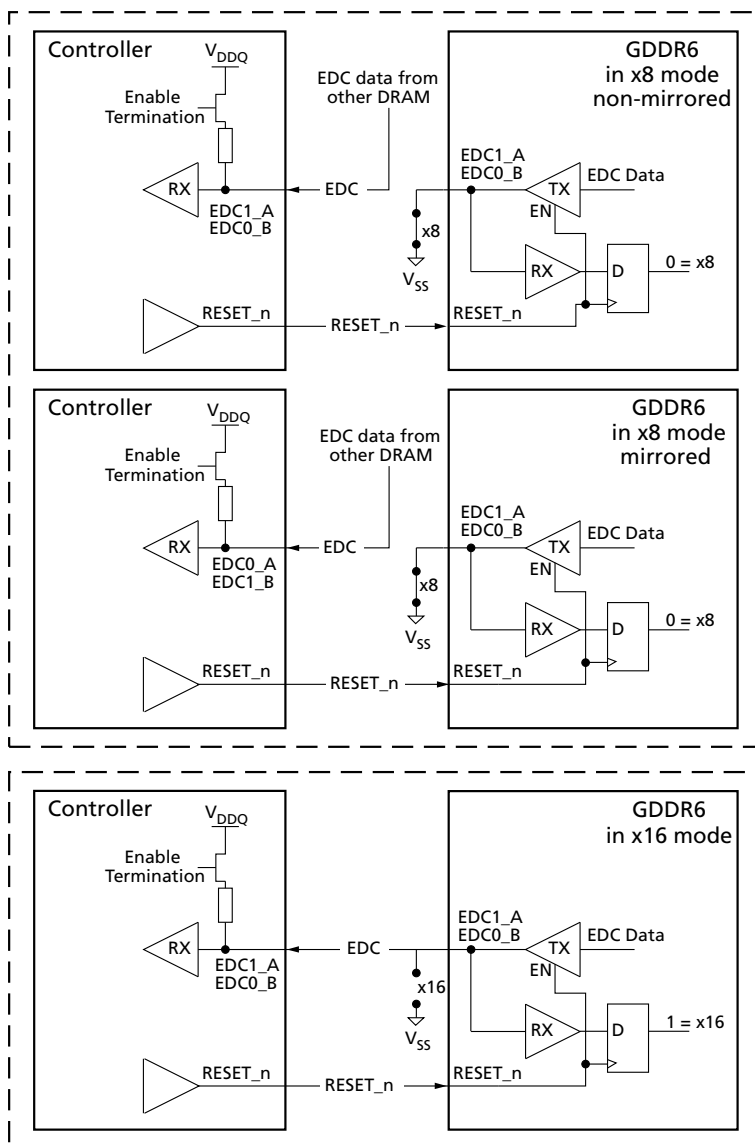 Controller
V_DDQ
Enable
Termination
RX
EDC1_A
EDC0_B
RESET_n
EDC data from
other DRAM
EDC
x8
V_SS
RESET_n
GDDR6
in x8 mode
non-mirrored
EDC1_A
EDC0_B
TX
EDC Data
EN
RX
D
0 = x8
RESET_n
Controller
V_DDQ
Enable
Termination
RX
EDC0_A
EDC1_B
RESET_n
EDC data from
other DRAM
EDC
x8
V_SS
RESET_n
GDDR6
in x8 mode
mirrored
EDC1_A
EDC0_B
TX
EDC Data
EN
RX
D
0 = x8
RESET_n
Controller
V_DDQ
Enable
Termination
RX
EDC1_A
EDC0_B
RESET_n
EDC
x16
V_SS
RESET_n
GDDR6
in x16 mode
EDC1_A
EDC0_B
TX
EDC Data
EN
RX
D
1 = x16
RESET_n